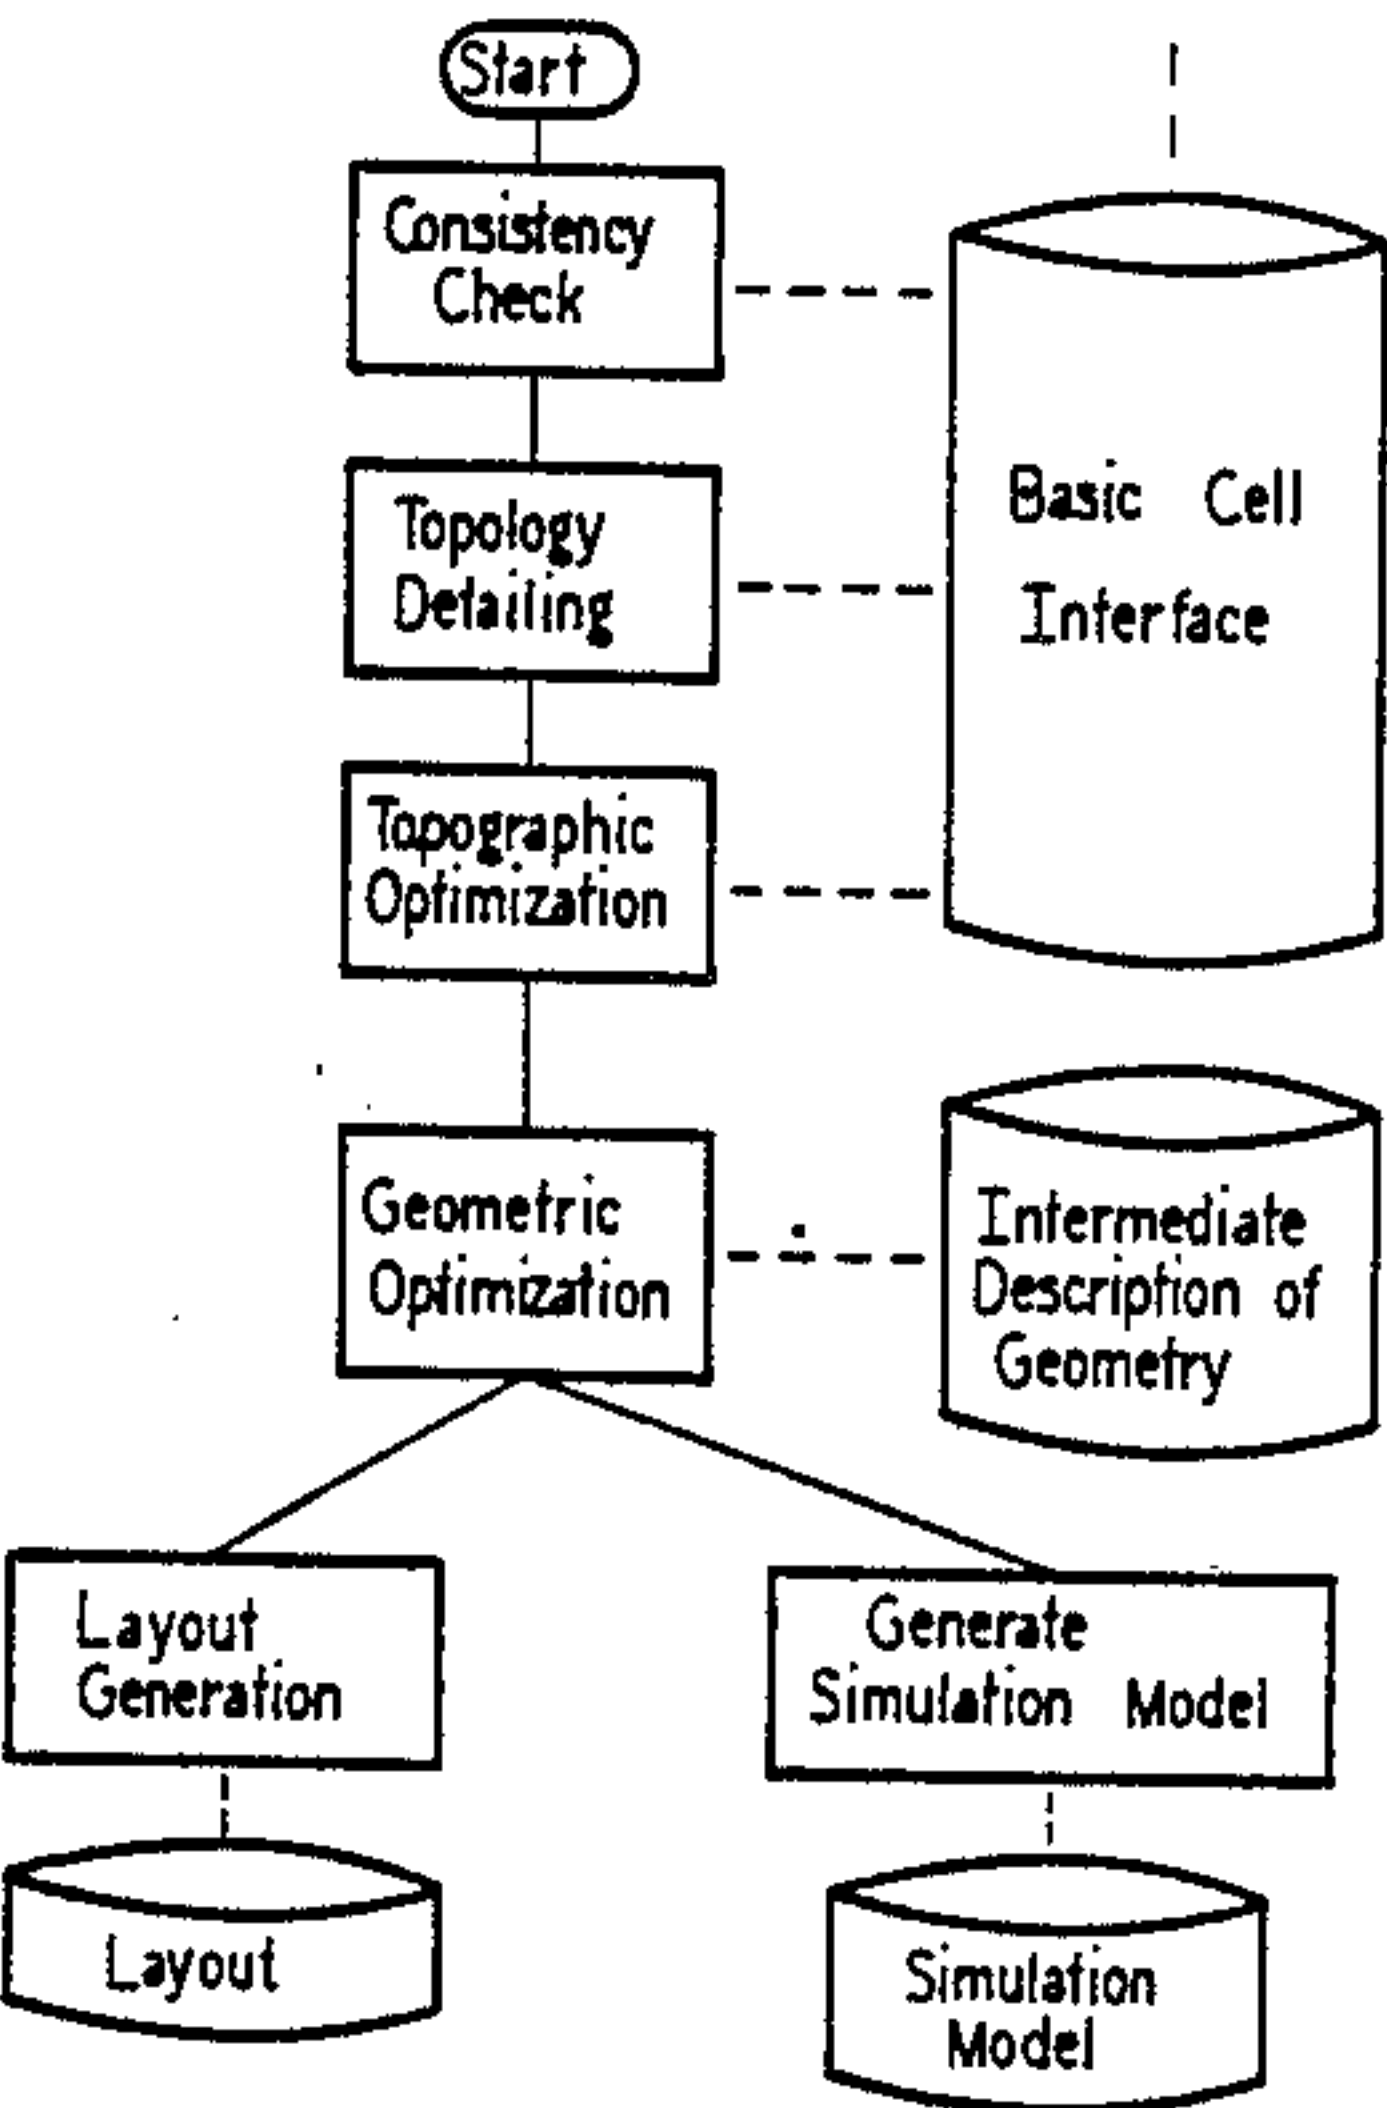 Start
Consistency
Check
Topology
Detailing
Basic Cell
Interface
Topographic
Optimization
Geometric
Optimization
Intermediate
Description of
Geometry
Layout
Generation
Generate
Simulation Model
Layout
Simulation
Model